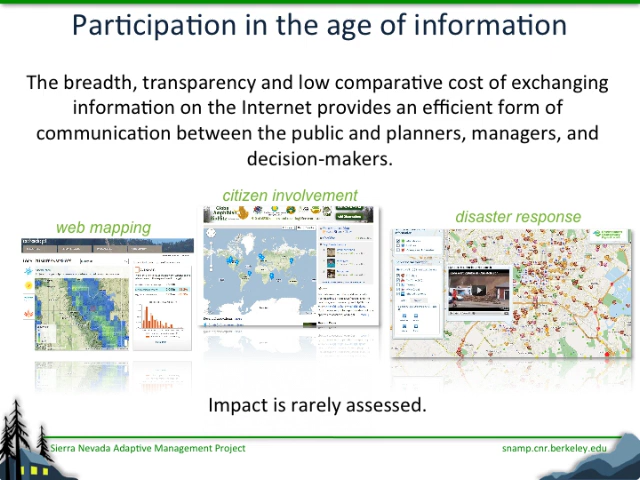 Participation in the age of information
The breadth, transparency and low comparative cost of exchanging
information on the Internet provides an efficient form of
communication between the public and planners, managers, and
decision-makers.
citizen involvement
web mapping
disaster response
Impact is rarely assessed.
Sierra Nevada Adaptive Management Project
snamp.cnr.berkeley.edu